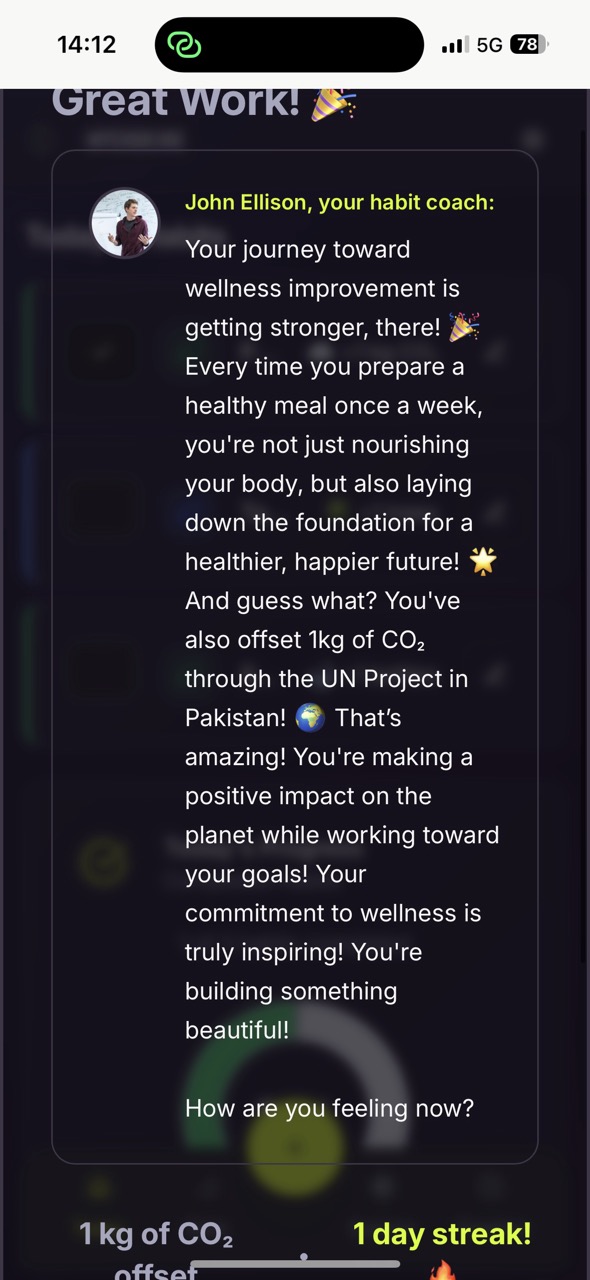 14:12
5G 78
Great Work! 🎉
John Ellison, your habit coach:
Your journey toward
wellness improvement is
getting stronger, there! 🎉
Every time you prepare a
healthy meal once a week,
you're not just nourishing
your body, but also laying
down the foundation for a
healthier, happier future! 🌟
And guess what? You've
also offset 1kg of CO₂
through the UN Project in
Pakistan! 🌍 That’s
amazing! You're making a
positive impact on the
planet while working toward
your goals! Your
commitment to wellness is
truly inspiring! You're
building something
beautiful!
How are you feeling now?
1 kg of CO₂
offset
1 day streak!
🔥